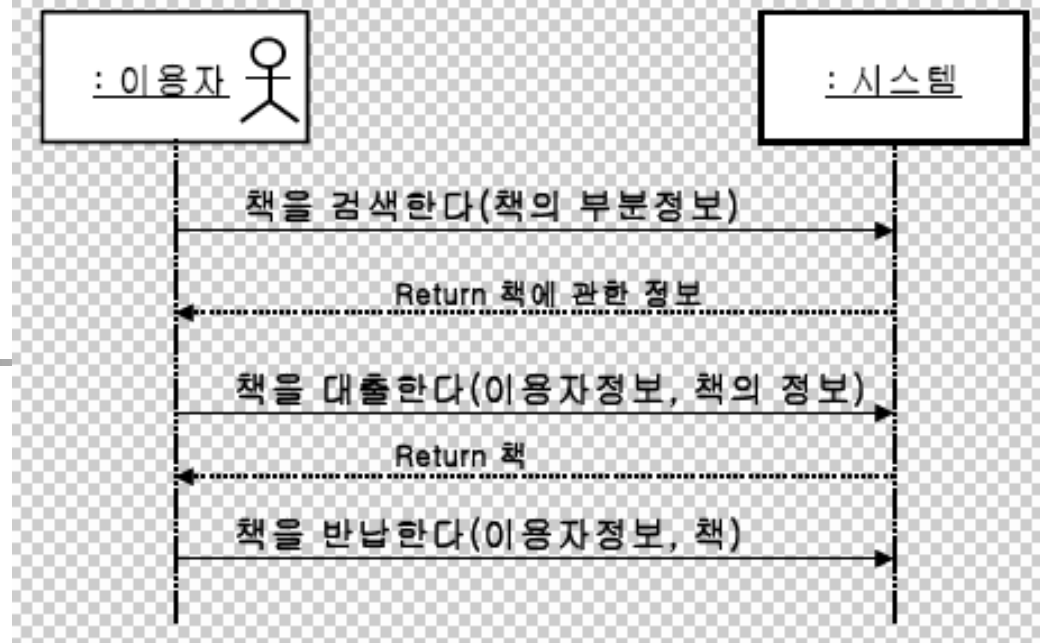 : 이용자
: 시스템
책을 검색한다(책의 부분정보)
Return 책에 관한 정보
책을 대출한다(이용자정보, 책의 정보)
Return 책
책을 반납한다(이용자정보, 책)